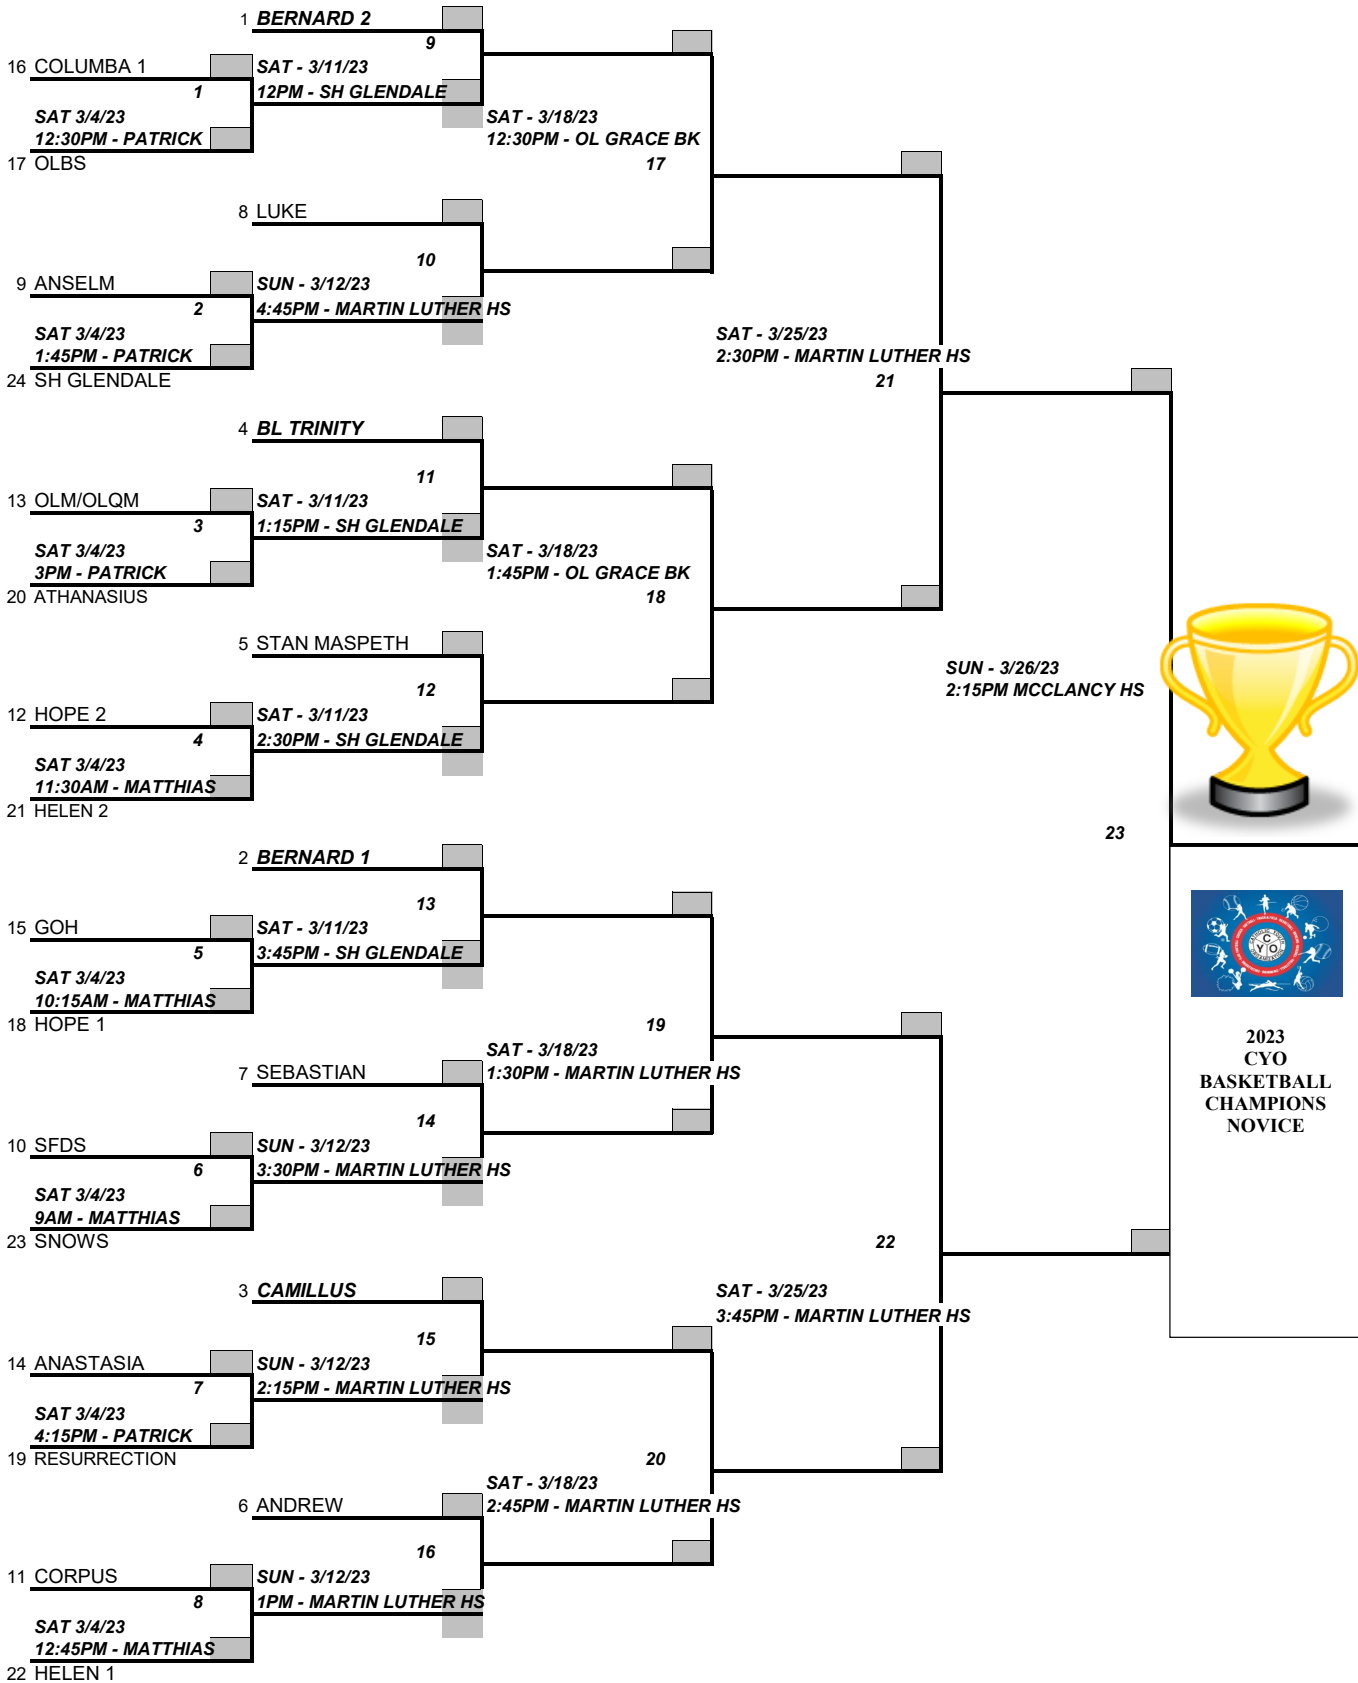 1 BERNARD 2
9
16 COLUMBA 1
SAT - 3/11/23
1
12PM - SH GLENDALE
SAT 3/4/23
12:30PM - PATRICK
17 OLBS
SAT - 3/18/23
12:30PM - OL GRACE BK
17
8 LUKE
10
9 ANSELM
SUN - 3/12/23
2
4:45PM - MARTIN LUTHER HS
SAT 3/4/23
1:45PM - PATRICK
24 SH GLENDALE
SAT - 3/25/23
2:30PM - MARTIN LUTHER HS
21
4 BL TRINITY
11
13 OLM/OLQM
SAT - 3/11/23
3
1:15PM - SH GLENDALE
SAT 3/4/23
3PM - PATRICK
20 ATHANASIUS
SAT - 3/18/23
1:45PM - OL GRACE BK
18
5 STAN MASPETH
12
12 HOPE 2
SAT - 3/11/23
4
2:30PM - SH GLENDALE
SAT 3/4/23
11:30AM - MATTHIAS
21 HELEN 2
SUN - 3/26/23
2:15PM MCCLANCY HS
23
2 BERNARD 1
13
15 GOH
SAT - 3/11/23
5
3:45PM - SH GLENDALE
SAT 3/4/23
10:15AM - MATTHIAS
18 HOPE 1
19
SAT - 3/18/23
1:30PM - MARTIN LUTHER HS
7 SEBASTIAN
14
10 SFDS
SUN - 3/12/23
6
3:30PM - MARTIN LUTHER HS
SAT 3/4/23
9AM - MATTHIAS
23 SNOWS
22
SAT - 3/25/23
3:45PM - MARTIN LUTHER HS
3 CAMILLUS
15
14 ANASTASIA
SUN - 3/12/23
7
2:15PM - MARTIN LUTHER HS
SAT 3/4/23
4:15PM - PATRICK
19 RESURRECTION
20
SAT - 3/18/23
2:45PM - MARTIN LUTHER HS
6 ANDREW
16
11 CORPUS
SUN - 3/12/23
8
1PM - MARTIN LUTHER HS
SAT 3/4/23
12:45PM - MATTHIAS
22 HELEN 1
CYO
2023
CYO
BASKETBALL
CHAMPIONS
NOVICE